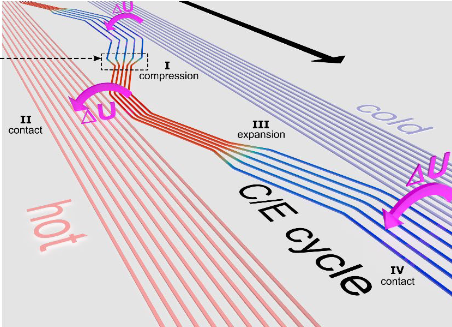 ΔU
I
compression
II
contact
ΔU
III
expansion
cold
ΔU
hot
C/E cycle
IV
contact